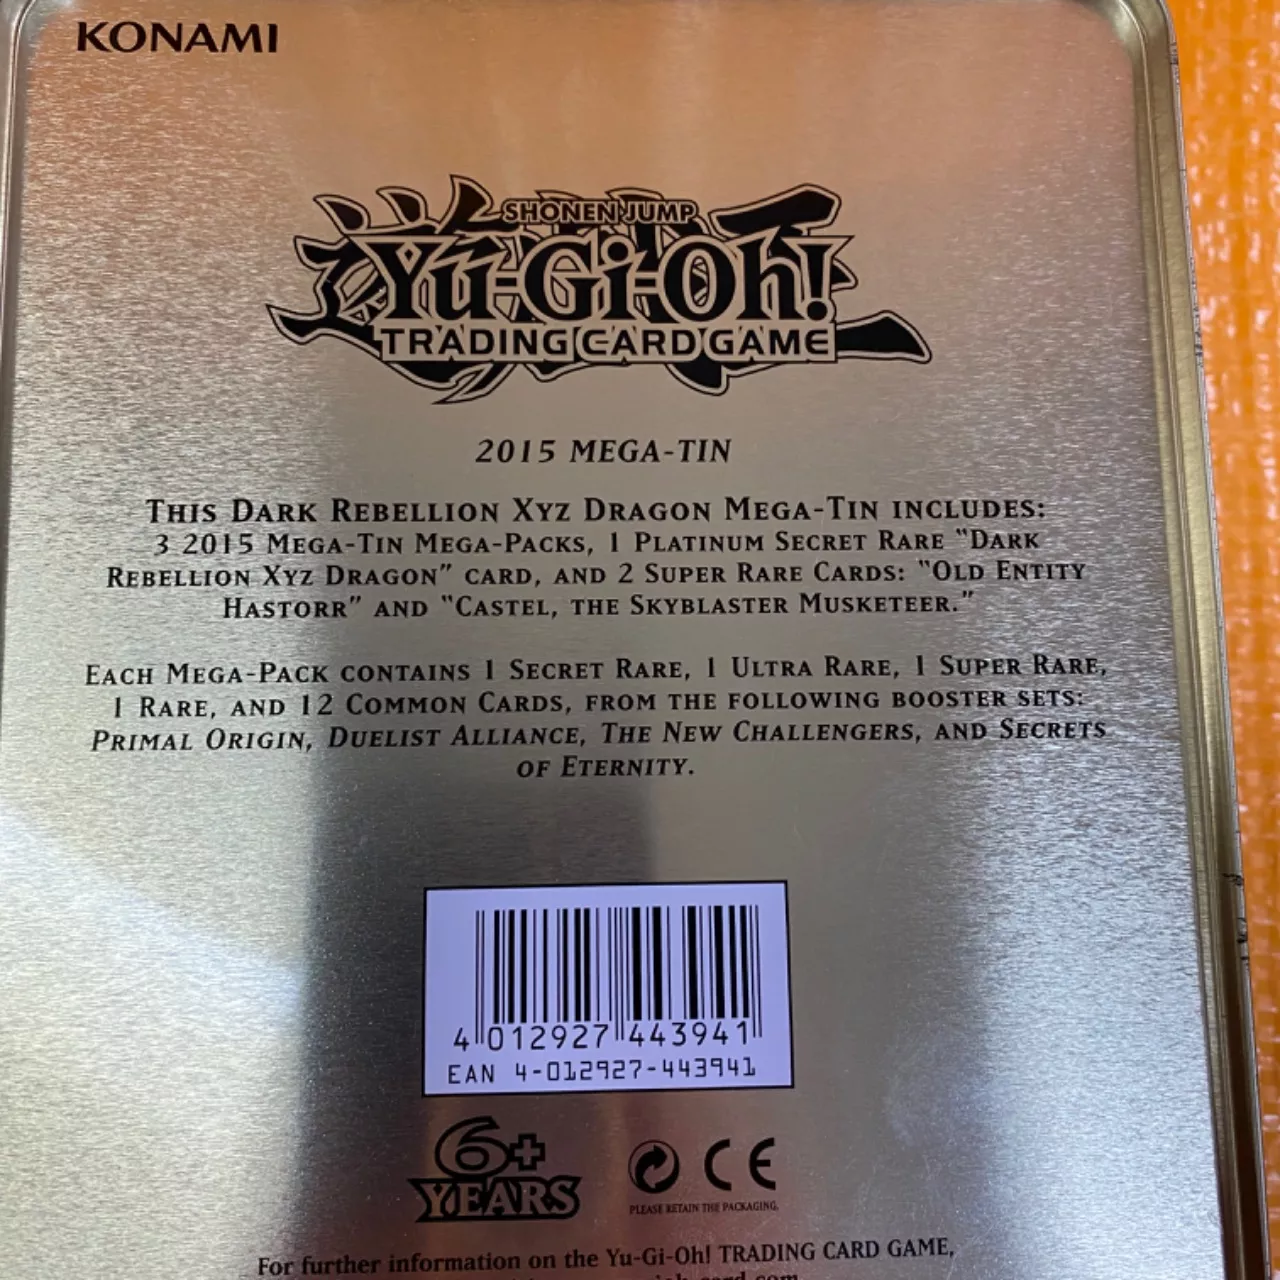 KONAMI
SHONEN JUMP
Yu-Gi-Oh!
TRADING CARD GAME
2015 MEGA-TIN
THIS DARK REBELLION XYZ DRAGON MEGA-TIN INCLUDES:
3 2015 MEGA-TIN MEGA-PACKS, 1 PLATINUM SECRET RARE "DARK
REBELLION XYZ DRAGON" CARD, AND 2 SUPER RARE CARDS: "OLD ENTITY
HASTORR" AND "CASTEL, THE SKYBLASTER MUSKETEER."
EACH MEGA-PACK CONTAINS 1 SECRET RARE, 1 ULTRA RARE, 1 SUPER RARE,
1 RARE, AND 12 COMMON CARDS, FROM THE FOLLOWING BOOSTER SETS:
PRIMAL ORIGIN, DUELIST ALLIANCE, THE NEW CHALLENGERS, AND SECRETS
OF ETERNITY.
4 012927 443941
EAN 4-012927-443941
6+
YEARS
CE
PLEASE RETAIN THE PACKAGING.
For further information on the Yu-Gi-Oh! TRADING CARD GAME,